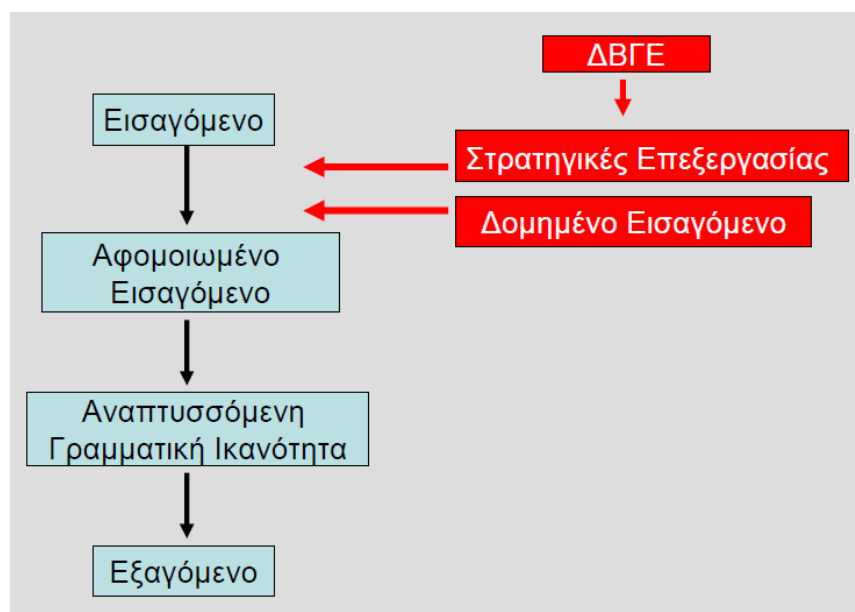 ΔΒΓΕ
Εισαγόμενο
Στρατηγικές Επεξεργασίας
Δομημένο Εισαγόμενο
Αφομοιωμένο
Εισαγόμενο
Αναπτυσσόμενη
Γραμματική Ικανότητα
Εξαγόμενο